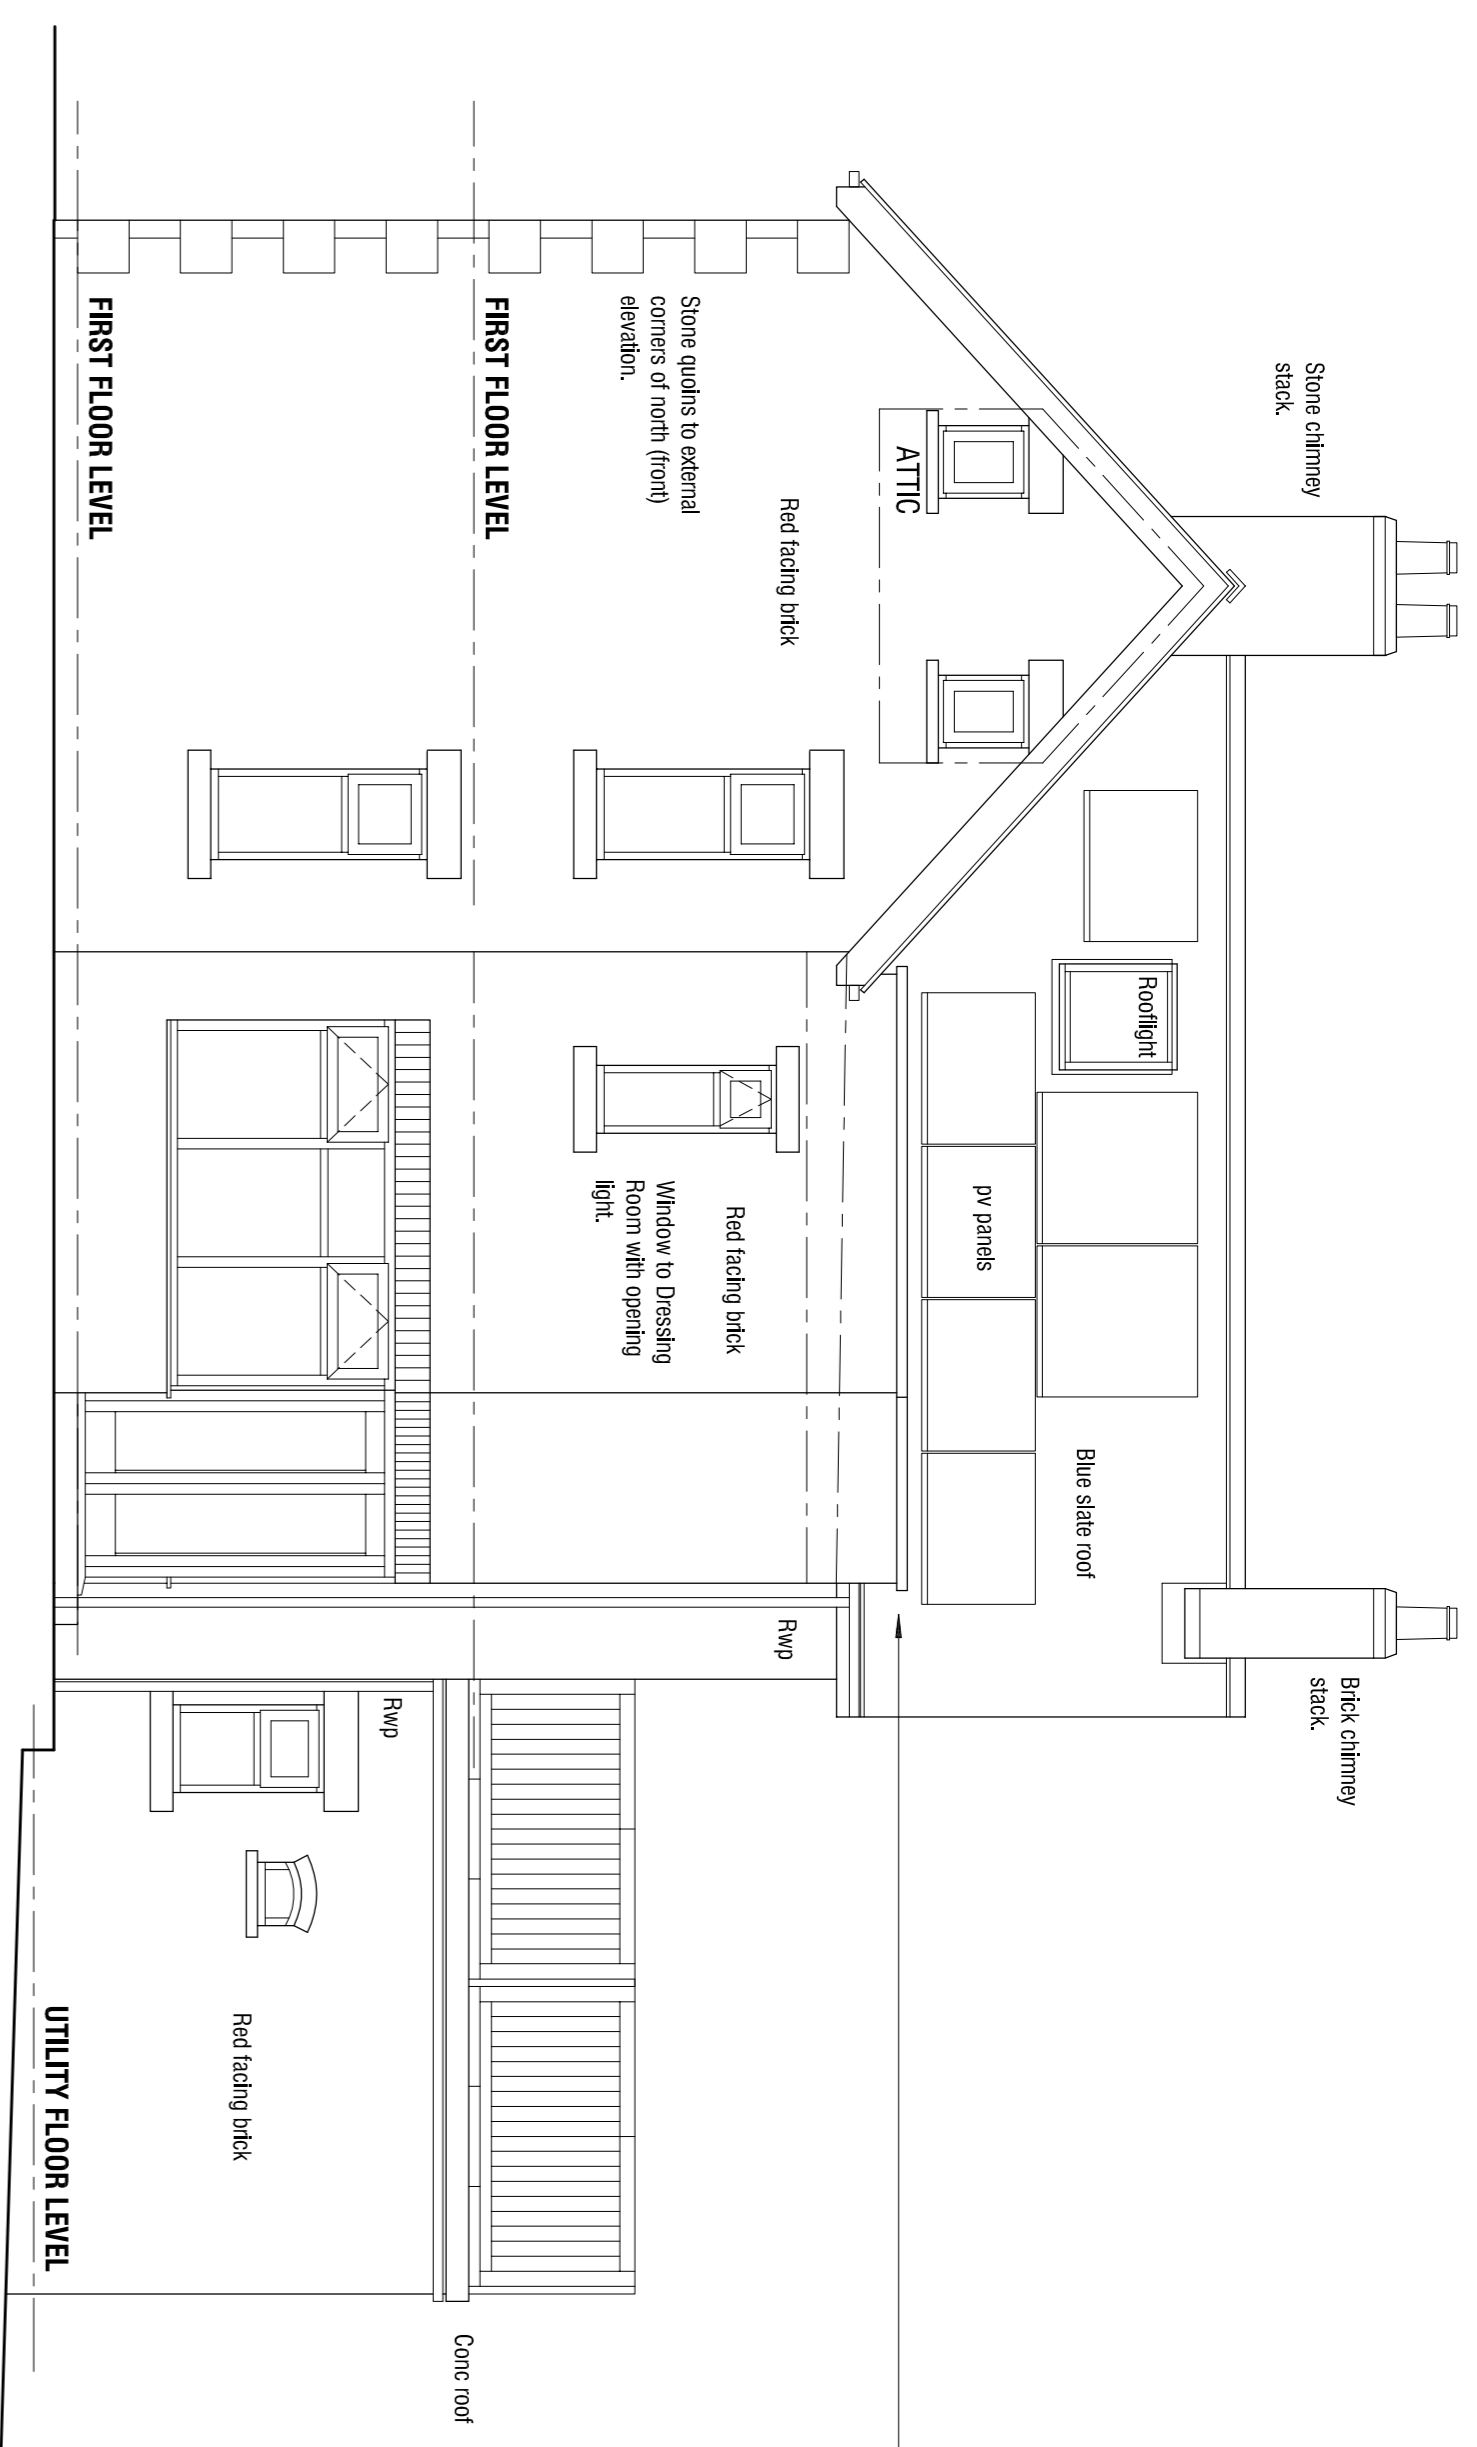 Stone chimney
stack.
Brick chimney
stack.
Rooflight
Blue slate roof
pv panels
ATTIC
Red facing brick
Rwp
Red facing brick
Stone quoins to external
corners of north (front)
elevation.
Window to Dressing
Room with opening
light.
FIRST FLOOR LEVEL
Conc roof
Rwp
Red facing brick
FIRST FLOOR LEVEL
UTILITY FLOOR LEVEL